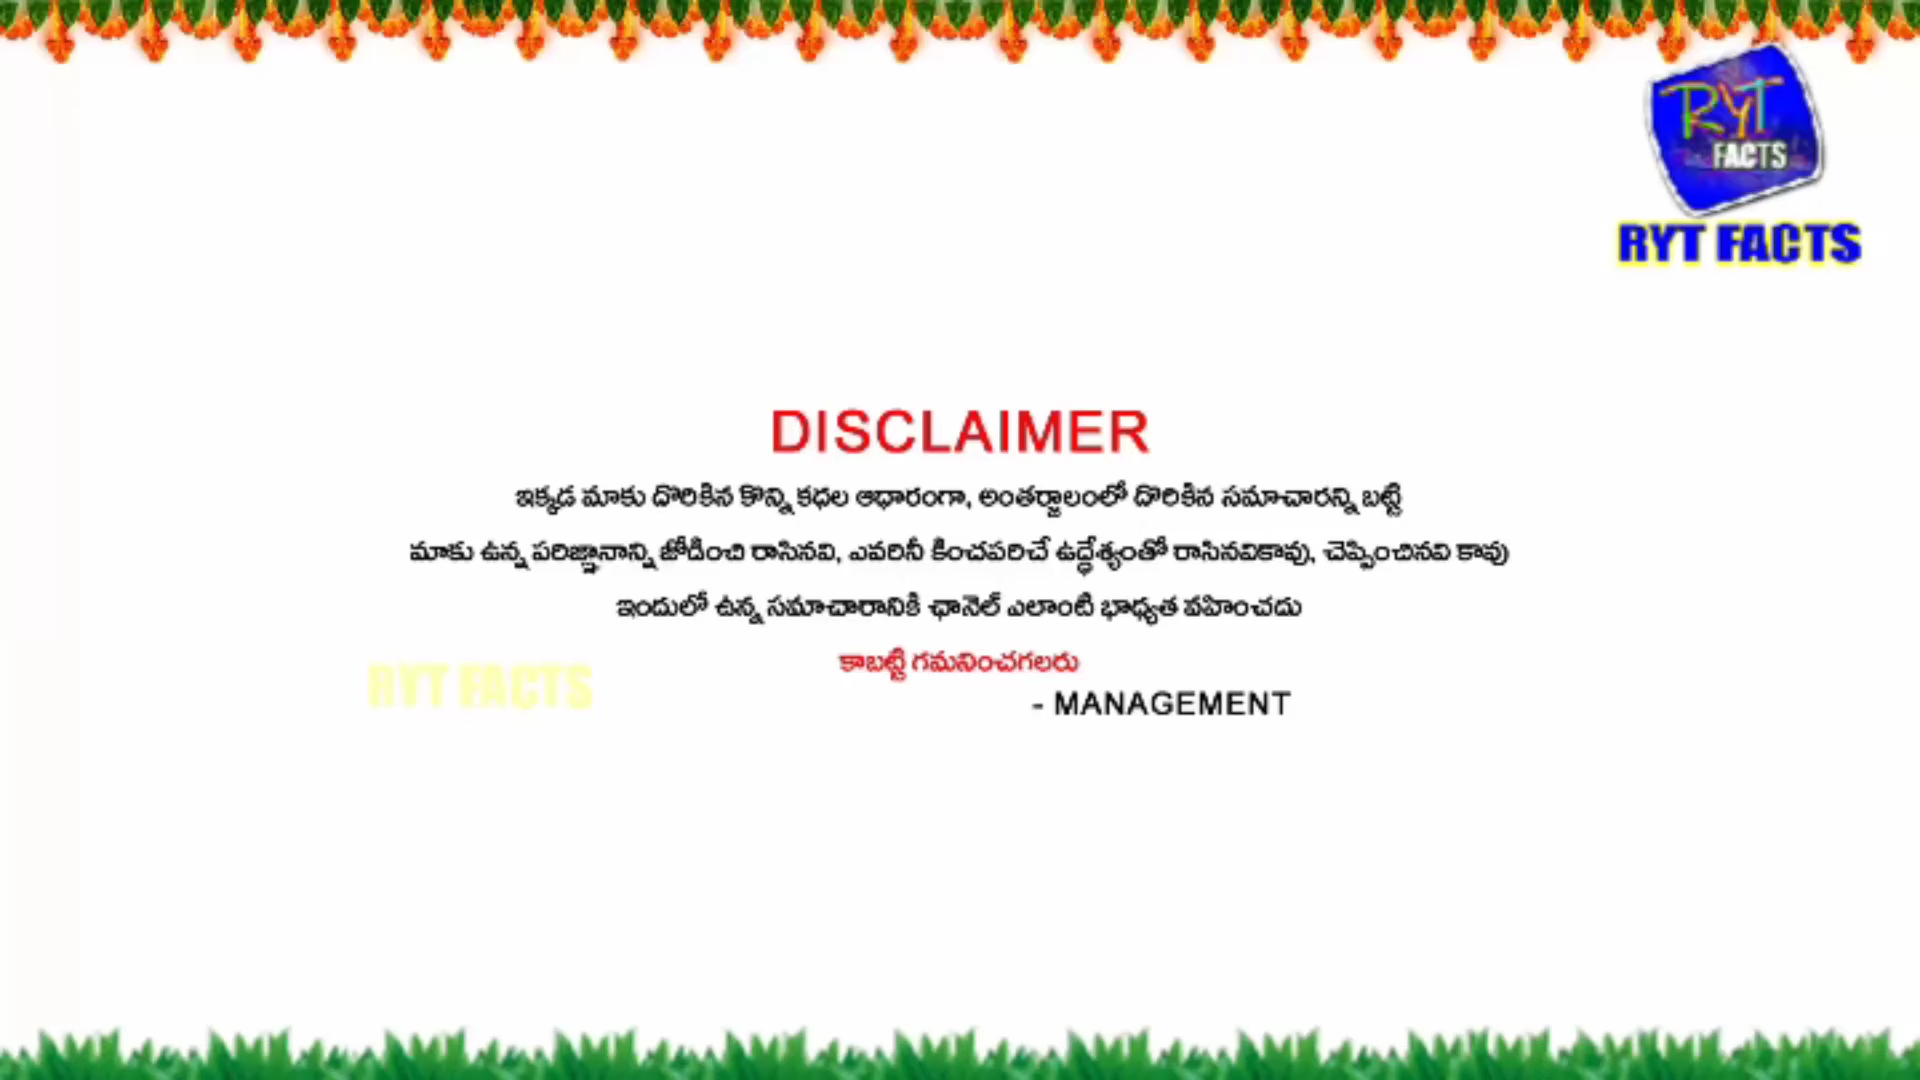 RYT
FACTS
RYT FACTS
DISCLAIMER
ఇక్కడ మాకు దొరికిన కొన్ని కధల ఆధారంగా, అంతర్జాలంలో దొరికిన సమాచారన్ని బట్టి
మాకు ఉన్న పరిజ్ఞానాన్ని జోడించి రాసినవి, ఎవరినీ కించపరిచే ఉద్ధేశ్యంతో రాసినవికావు, చెప్పించినవి కావు
ఇందులో ఉన్న సమాచారానికి ఛానెల్ ఎలాంటి భాధ్యత వహించదు
కాబట్టి గమనించగలరు
RYT FACTS
- MANAGEMENT